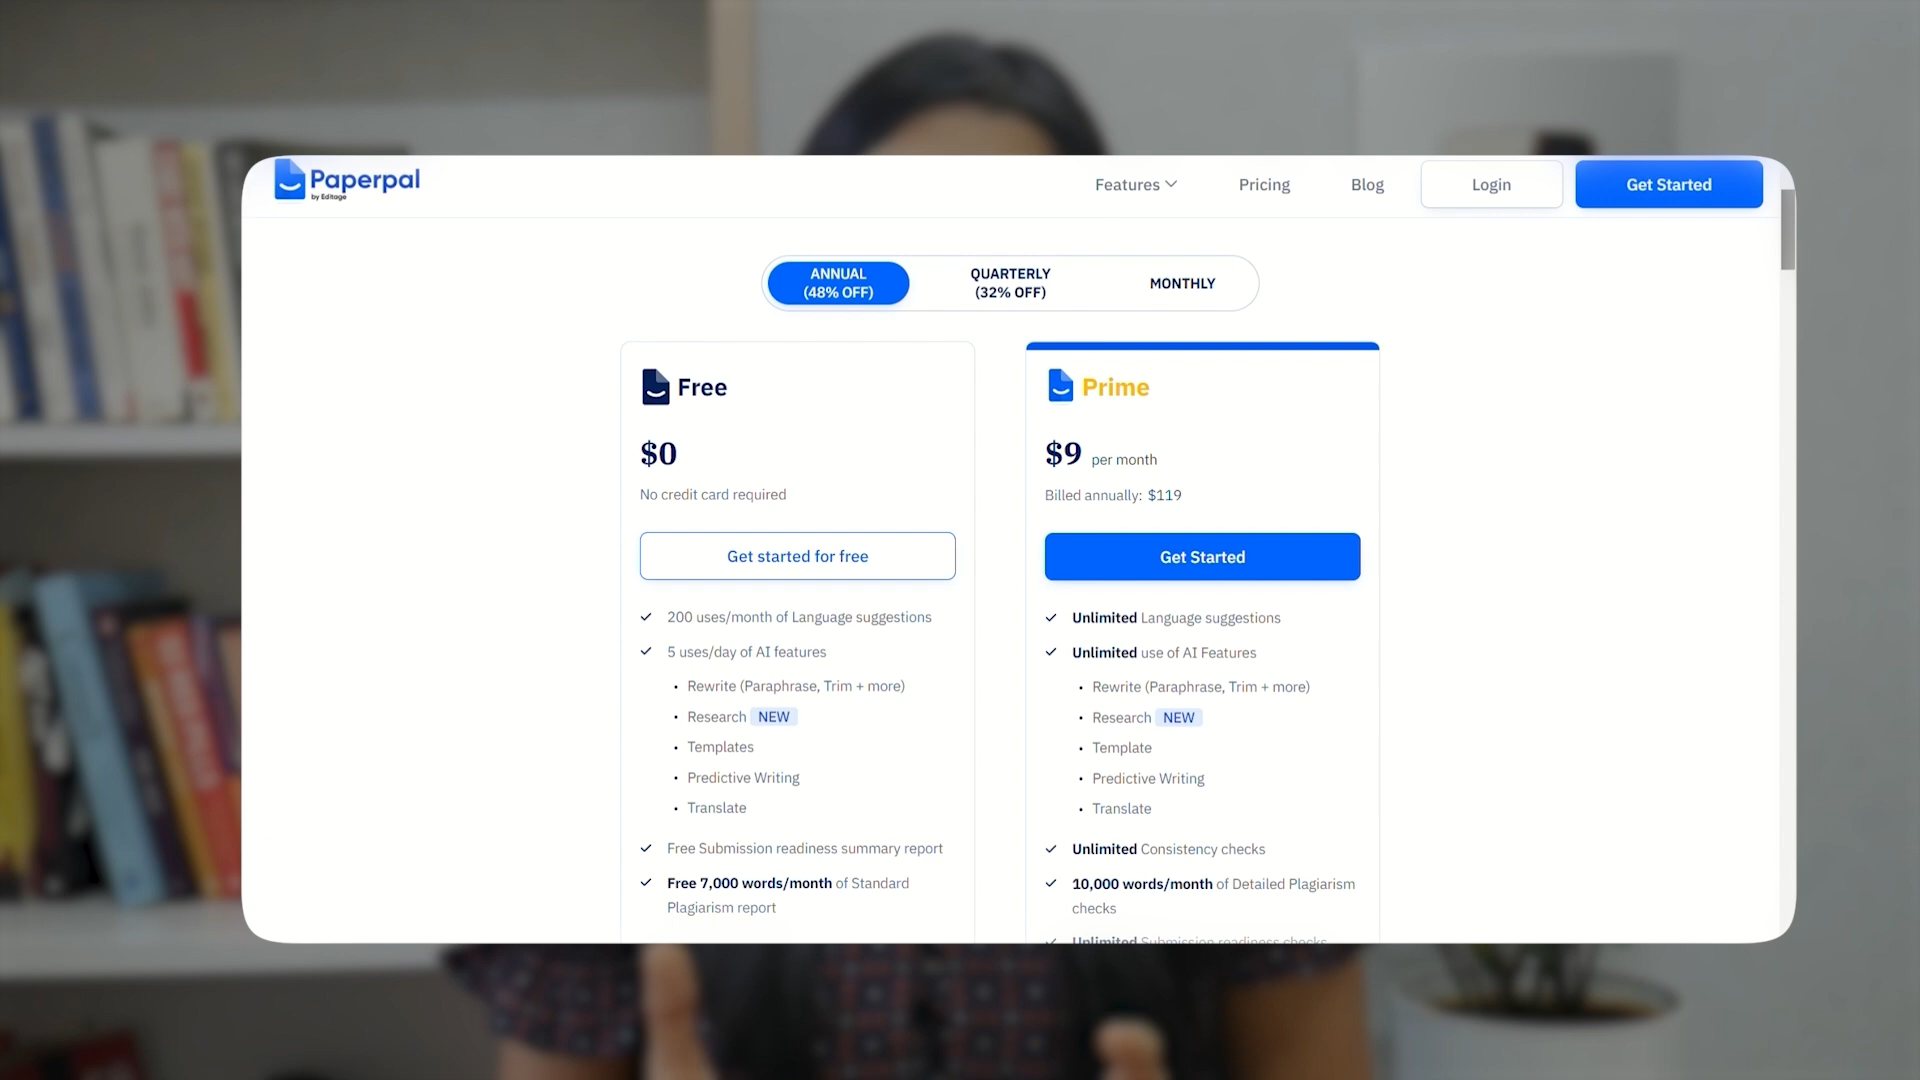 Paperpal
by Editage
Features
Pricing
Blog
Login
Get Started
ANNUAL
(48% OFF)
QUARTERLY
(32% OFF)
MONTHLY
Free
$0
No credit card required
Get started for free
200 uses/month of Language suggestions
5 uses/day of AI features
• Rewrite (Paraphrase, Trim + more)
• Research NEW
• Templates
• Predictive Writing
• Translate
Free Submission readiness summary report
Free 7,000 words/month of Standard
Plagiarism report
Prime
$9 per month
Billed annually: $119
Get Started
Unlimited Language suggestions
Unlimited use of AI Features
• Rewrite (Paraphrase, Trim + more)
• Research NEW
• Template
• Predictive Writing
• Translate
Unlimited Consistency checks
10,000 words/month of Detailed Plagiarism
checks
Unlimited Submission readiness checks